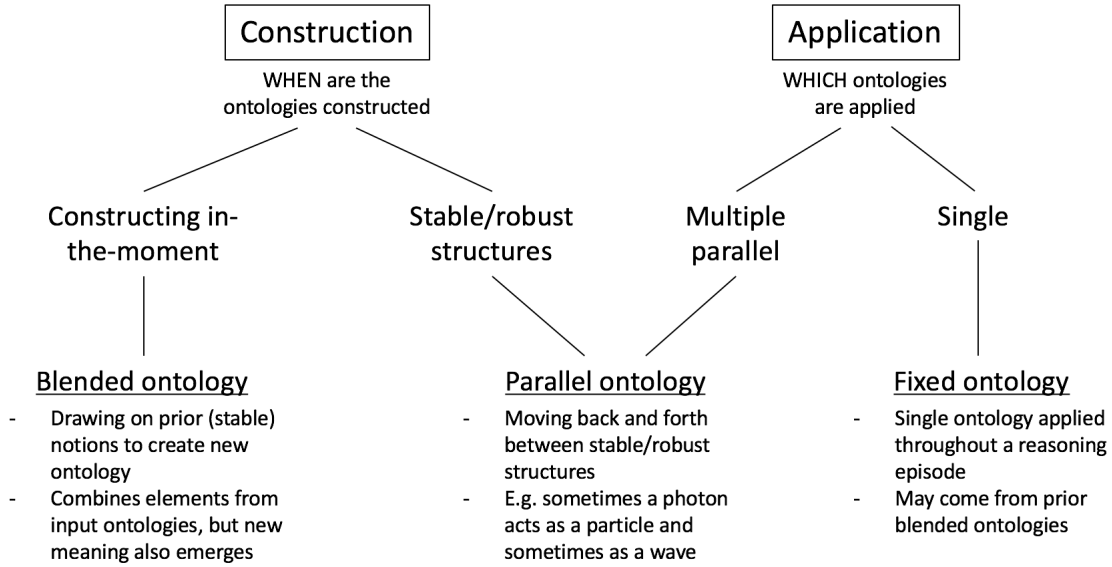 Construction
WHEN are the
ontologies constructed
Application
WHICH ontologies
are applied
Constructing in-
the-moment
Stable/robust
structures
Multiple
parallel
Single
Blended ontology
- Drawing on prior (stable)
notions to create new
ontology
- Combines elements from
input ontologies, but new
meaning also emerges
Parallel ontology
- Moving back and forth
between stable/robust
structures
- E.g. sometimes a photon
acts as a particle and
sometimes as a wave
Fixed ontology
- Single ontology applied
throughout a reasoning
episode
- May come from prior
blended ontologies